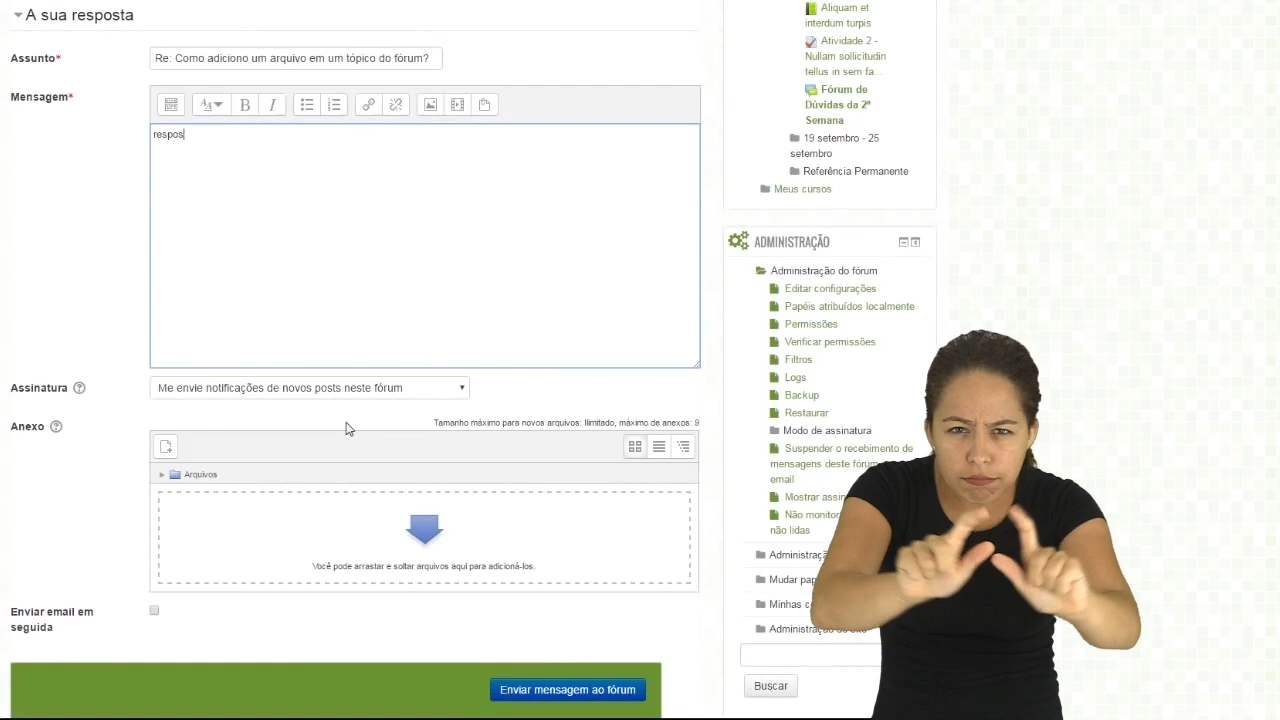 A sua resposta
Assunto*
Re: Como adiciono um arquivo em um tópico do fórum?
Mensagem*
respos
Assinatura
Me envie notificações de novos posts neste fórum
Anexo
Tamanho máximo para novos arquivos: Ilimitado, máximo de anexos: 9
Arquivos
Você pode arrastar e soltar arquivos aqui para adicioná-los.
Enviar email em
seguida
Enviar mensagem ao fórum
Aliquam et
interdum turpis
Atividade 2 -
Nullam sollicitudin
tellus in sem fa...
Fórum de
Dúvidas da 2ª
Semana
19 setembro - 25
setembro
Referência Permanente
Meus cursos
ADMINISTRAÇÃO
Administração do fórum
Editar configurações
Papéis atribuídos localmente
Permissões
Verificar permissões
Filtros
Logs
Backup
Restaurar
Modo de assinatura
Suspender o recebimento de
mensagens deste fórum
email
Mostrar
Não
não lidas
Mudar
Minhas
Buscar